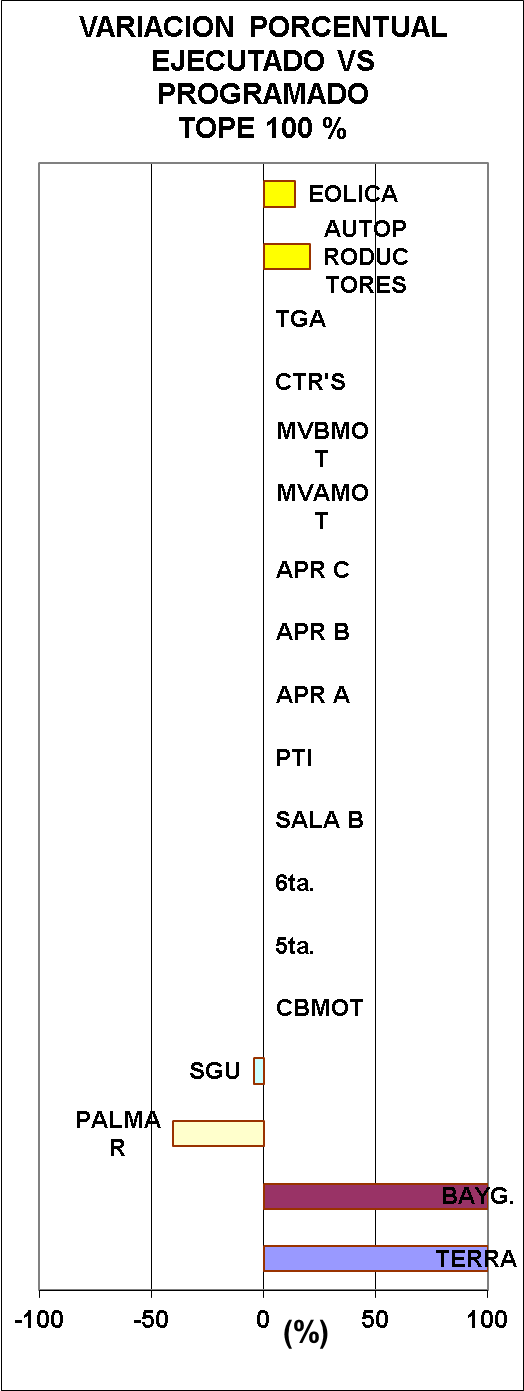 VARIACION PORCENTUAL
EJECUTADO VS
PROGRAMADO
TOPE 100 %
EOLICA
AUTOP
RODUC
TORES
TGA
CTR'S
MVBMO
T
MVAMO
T
APR C
APR B
APR A
PTI
SALA B
6ta.
5ta.
CBMOT
SGU
PALMA
R
BAYG.
TERRA
-100 -50 0 50 100
(%)